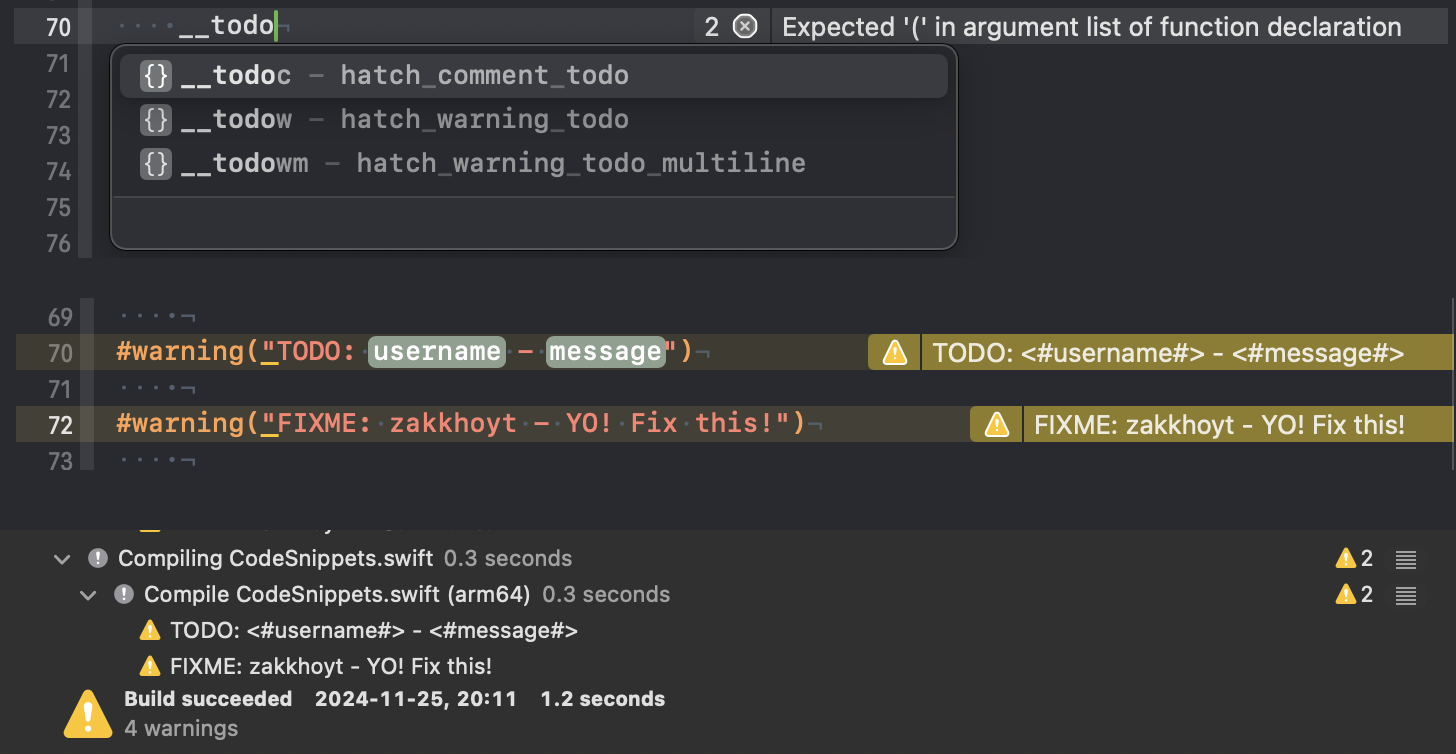 70 __todo¬ 2 Expected '(' in argument list of function declaration
71
{} __todoc – hatch_comment_todo
72
{} __todow – hatch_warning_todo
73
74
{} __todowm – hatch_warning_todo_multiline
75
76
69 ····¬
70 #warning("TODO: username – message")¬ TODO: <#username#> - <#message#>
71 ····¬
72 #warning("FIXME: zakkhoyt – YO! Fix this!")¬ FIXME: zakkhoyt - YO! Fix this!
73 ····¬
Compiling CodeSnippets.swift 0.3 seconds 2
Compile CodeSnippets.swift (arm64) 0.3 seconds 2
TODO: <#username#> - <#message#>
FIXME: zakkhoyt - YO! Fix this!
Build succeeded 2024-11-25, 20:11 1.2 seconds
4 warnings